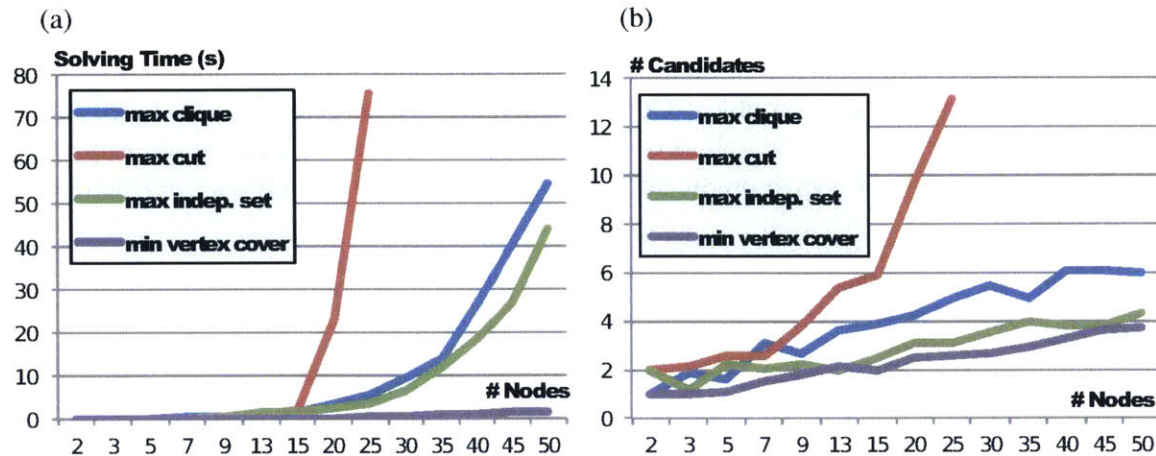 (a)
Solving Time (s)
80
70
60
50
40
30
20
10
0
max clique
max cut
max indep. set
min vertex cover
# Nodes
2 3 5 7 9 13 15 20 25 30 35 40 45 50
(b)
# Candidates
14
12
10
8
6
4
2
0
max clique
max cut
max indep. set
min vertex cover
# Nodes
2 3 5 7 9 13 15 20 25 30 35 40 45 50